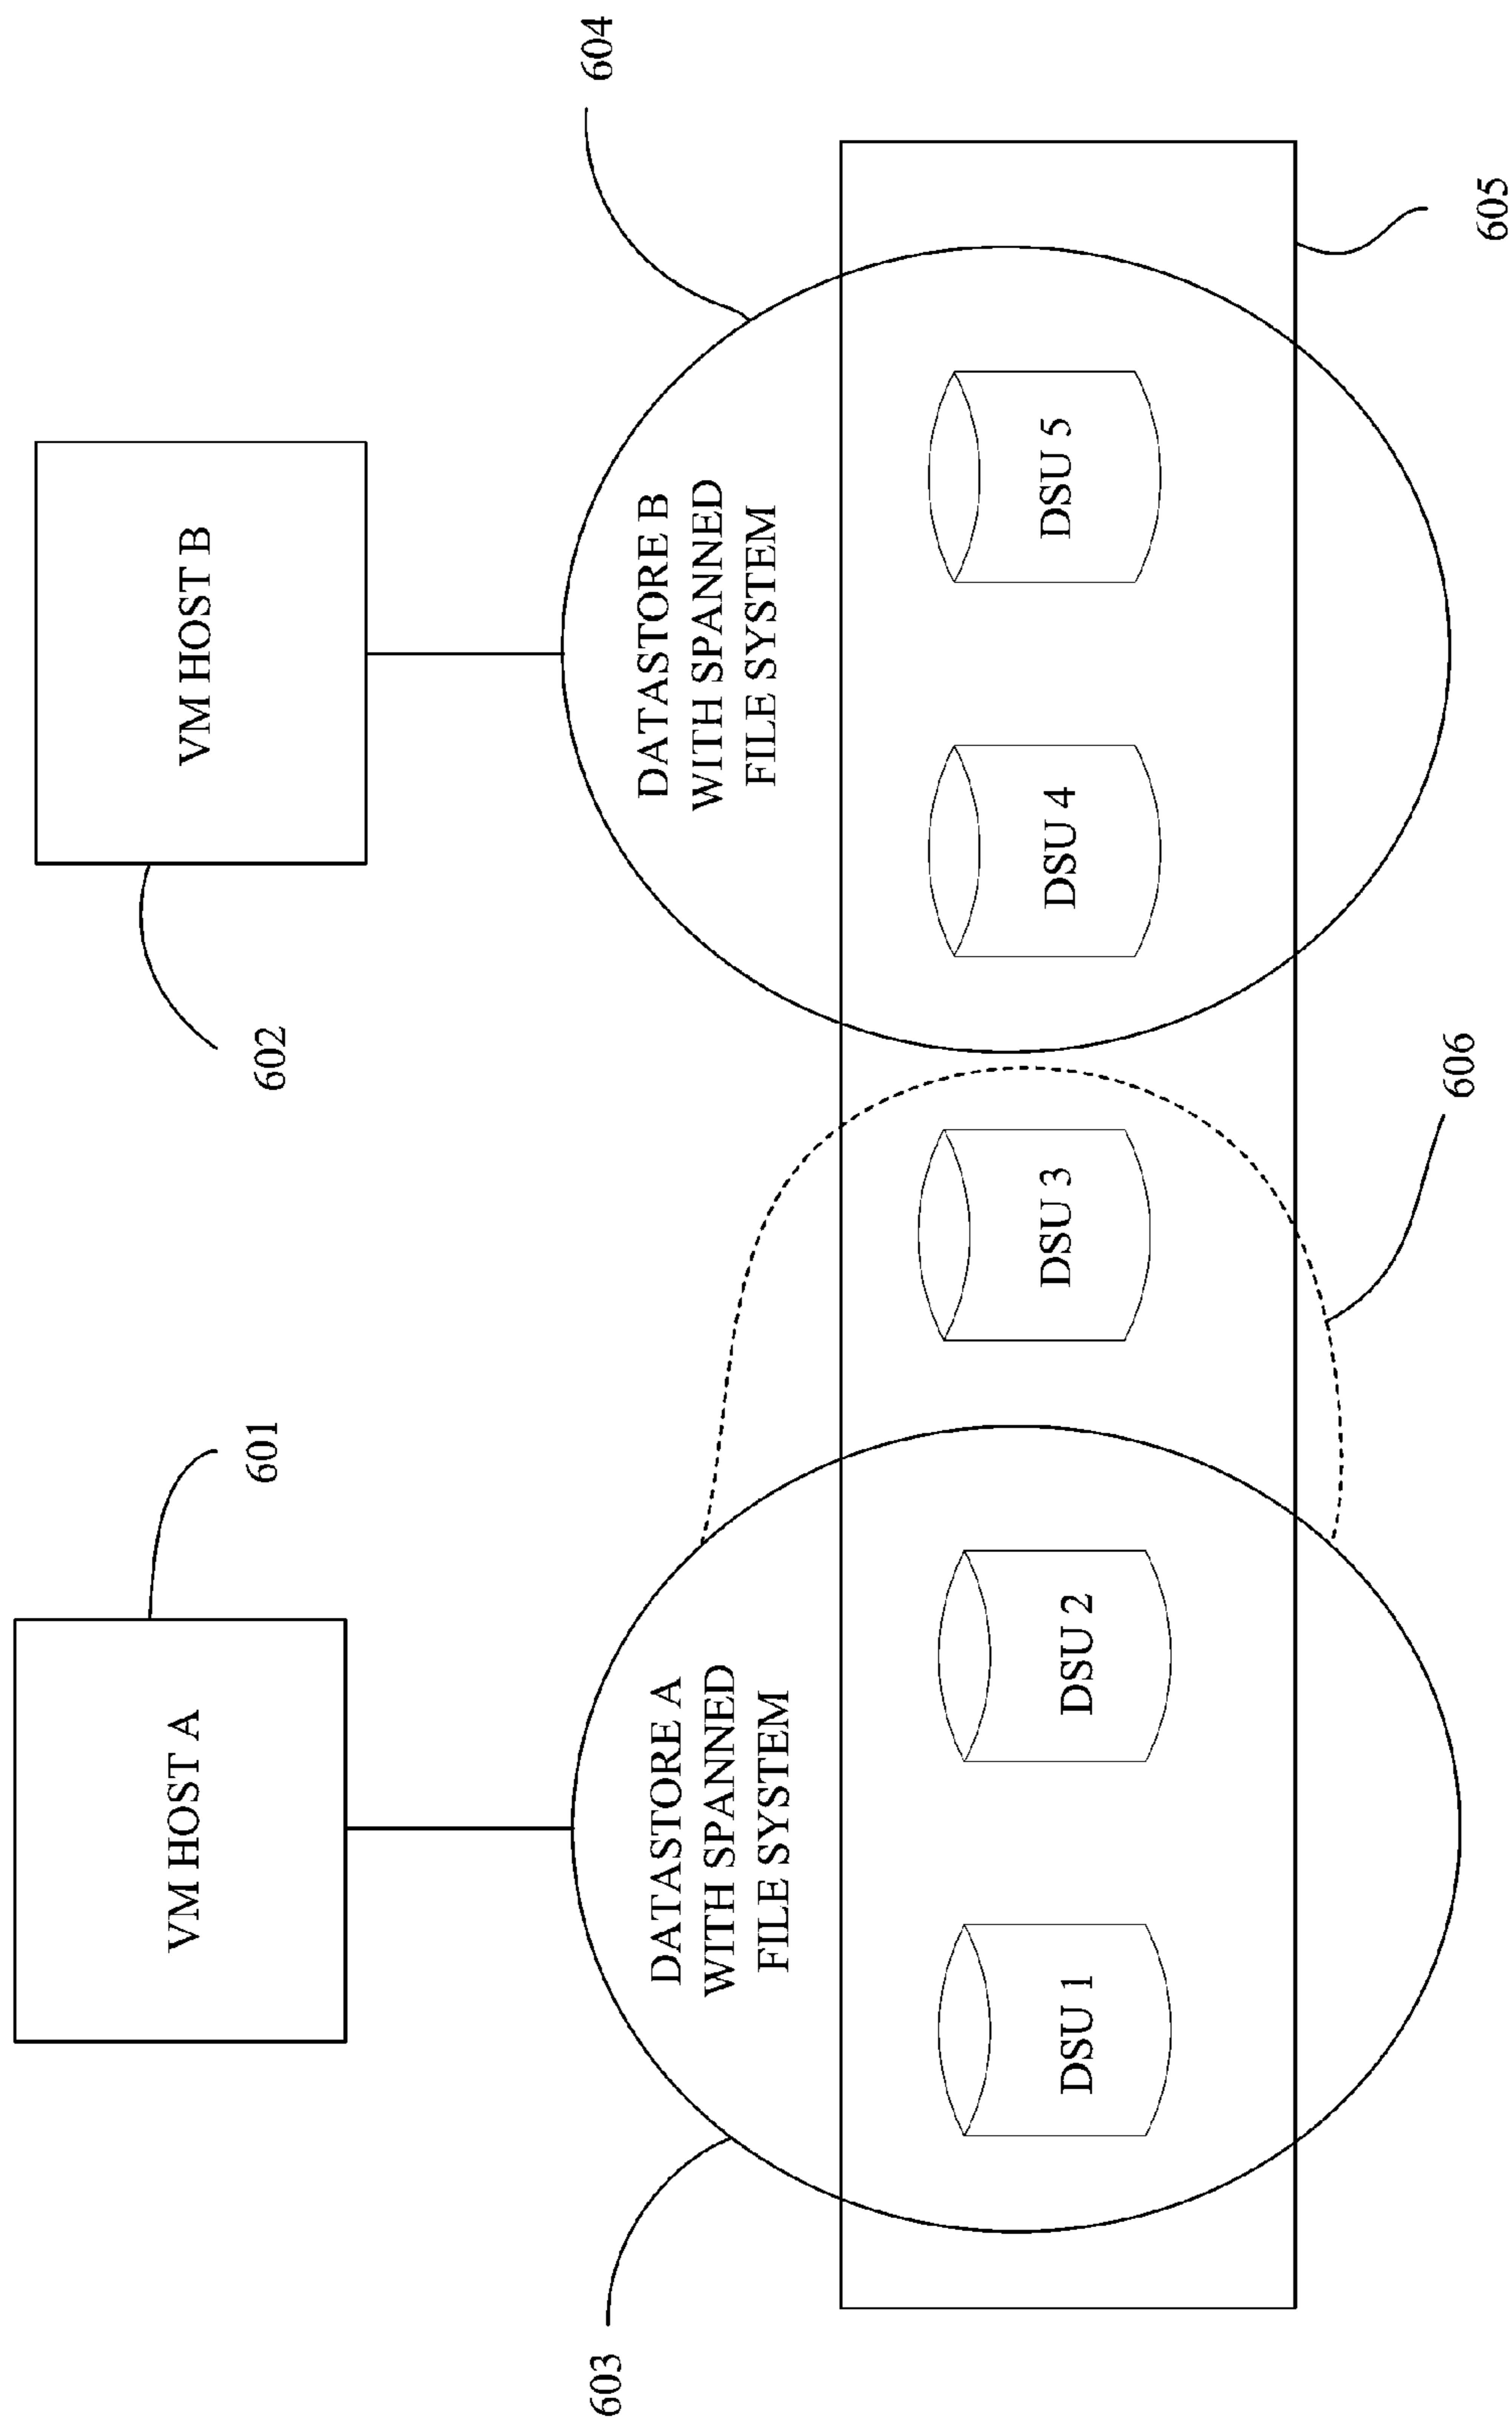 VM HOST A
601
VM HOST B
602
604
603
DATASTORE A
WITH SPANNED
FILE SYSTEM
DATASTORE B
WITH SPANNED
FILE SYSTEM
DSU 1
DSU 2
DSU 3
DSU 4
DSU 5
606
605